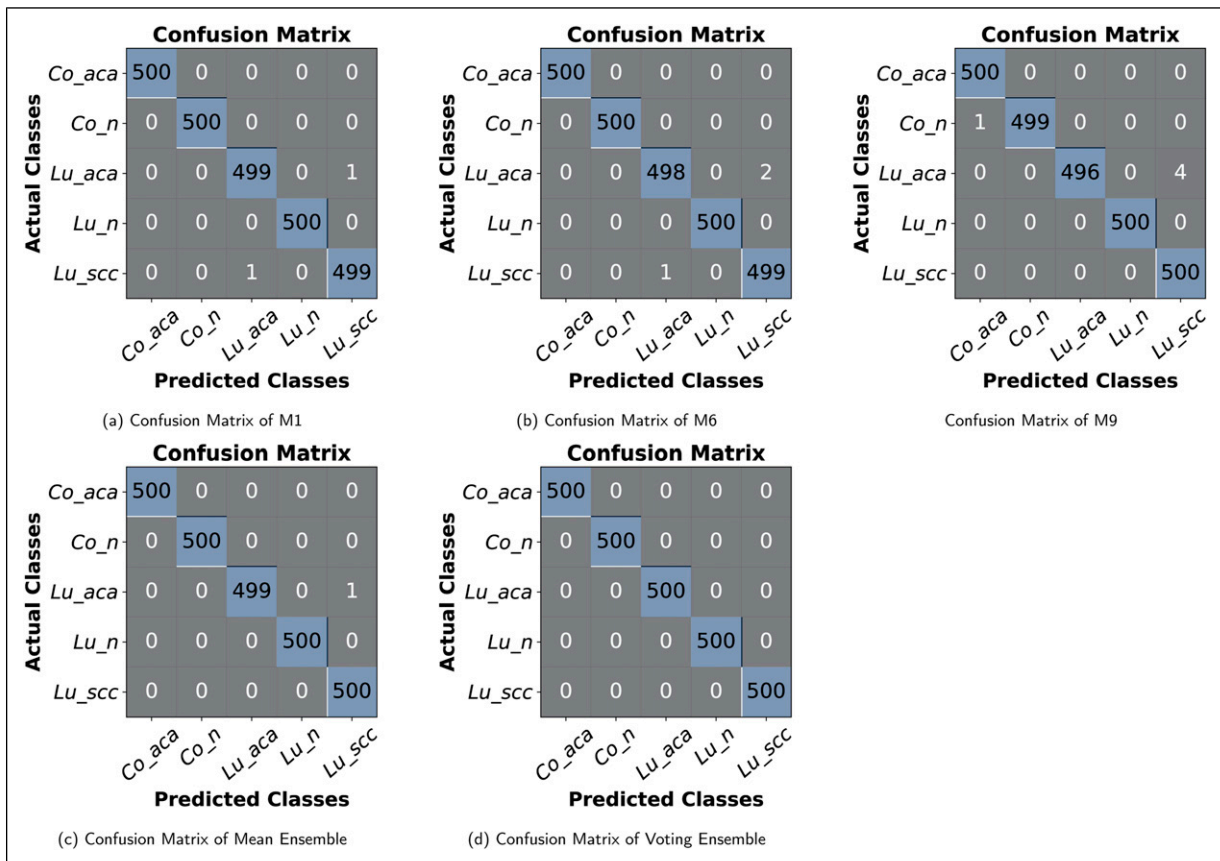 Confusion Matrix
Actual Classes
Co_aca 500 0 0 0 0
Co_n 0 500 0 0 0
Lu_aca 0 0 499 0 1
Lu_n 0 0 0 500 0
Lu_scc 0 0 1 0 499
Co_aca Co_n Lu_aca Lu_n Lu_scc
Predicted Classes
(a) Confusion Matrix of M1
Confusion Matrix
Co_aca 500 0 0 0 0
Co_n 0 500 0 0 0
Lu_aca 0 0 498 0 2
Lu_n 0 0 0 500 0
Lu_scc 0 0 1 0 499
Actual Classes
Co_aca Co_n Lu_aca Lu_n Lu_scc
Predicted Classes
(b) Confusion Matrix of M6
Confusion Matrix
Actual Classes
Co_aca 500 0 0 0 0
Co_n 1 499 0 0 0
Lu_aca 0 0 496 0 4
Lu_n 0 0 0 500 0
Lu_scc 0 0 0 0 500
Co_aca Co_n Lu_aca Lu_n Lu_scc
Predicted Classes
Confusion Matrix of M9
Confusion Matrix
Actual Classes
Co_aca 500 0 0 0 0
Co_n 0 500 0 0 0
Lu_aca 0 0 499 0 1
Lu_n 0 0 0 500 0
Lu_scc 0 0 0 0 500
Co_aca Co_n Lu_aca Lu_n Lu_scc
Predicted Classes
(c) Confusion Matrix of Mean Ensemble
Confusion Matrix
Actual Classes
Co_aca 500 0 0 0 0
Co_n 0 500 0 0 0
Lu_aca 0 0 500 0 0
Lu_n 0 0 0 500 0
Lu_scc 0 0 0 0 500
Co_aca Co_n Lu_aca Lu_n Lu_scc
Predicted Classes
(d) Confusion Matrix of Voting Ensemble